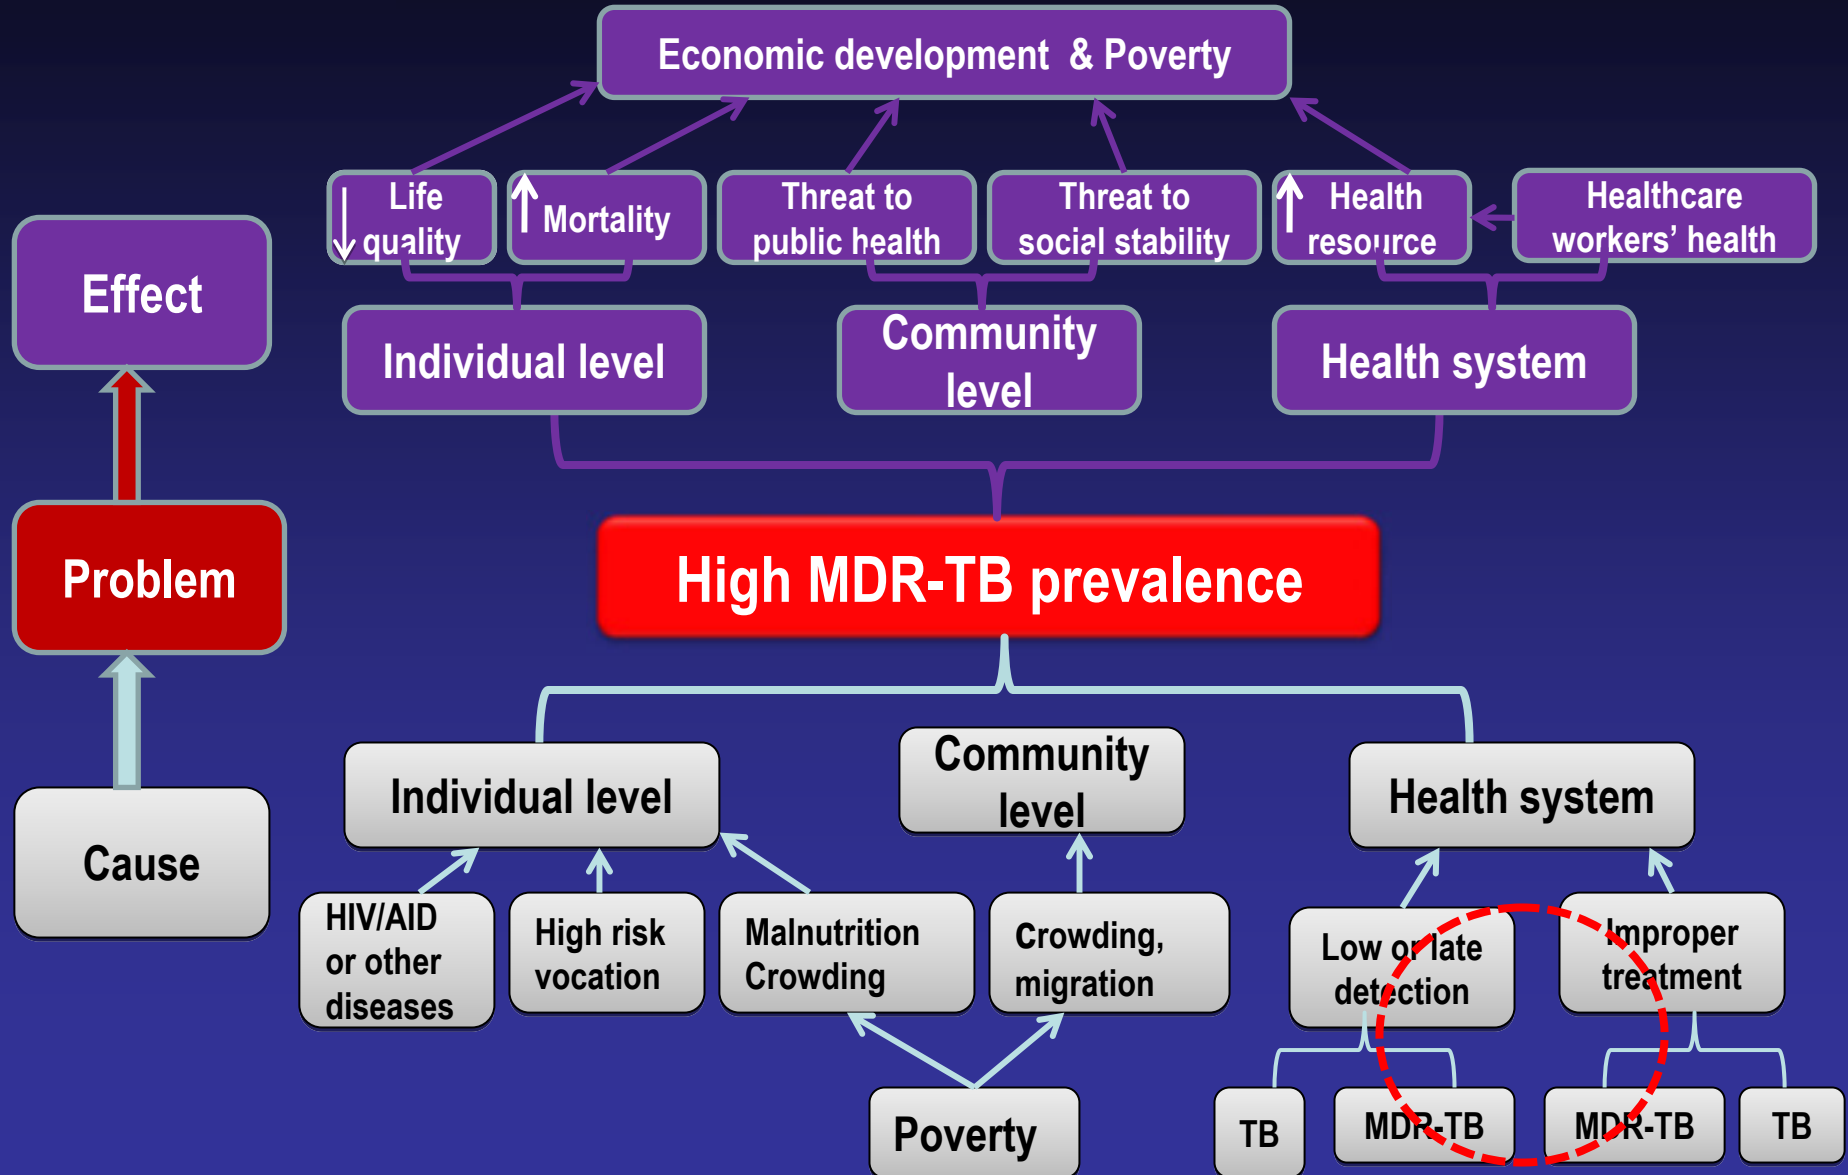 Economic development & Poverty
Life
quality
Mortality
Threat to
public health
Threat to
social stability
Health
resource
Healthcare
workers’ health
Effect
Individual level
Community
level
Health system
Problem
High MDR-TB prevalence
Cause
Individual level
Community
level
Health system
HIV/AID
or other
diseases
High risk
vocation
Malnutrition
Crowding
Crowding,
migration
Low or late
detection
Improper
treatment
Poverty
TB
MDR-TB
MDR-TB
TB